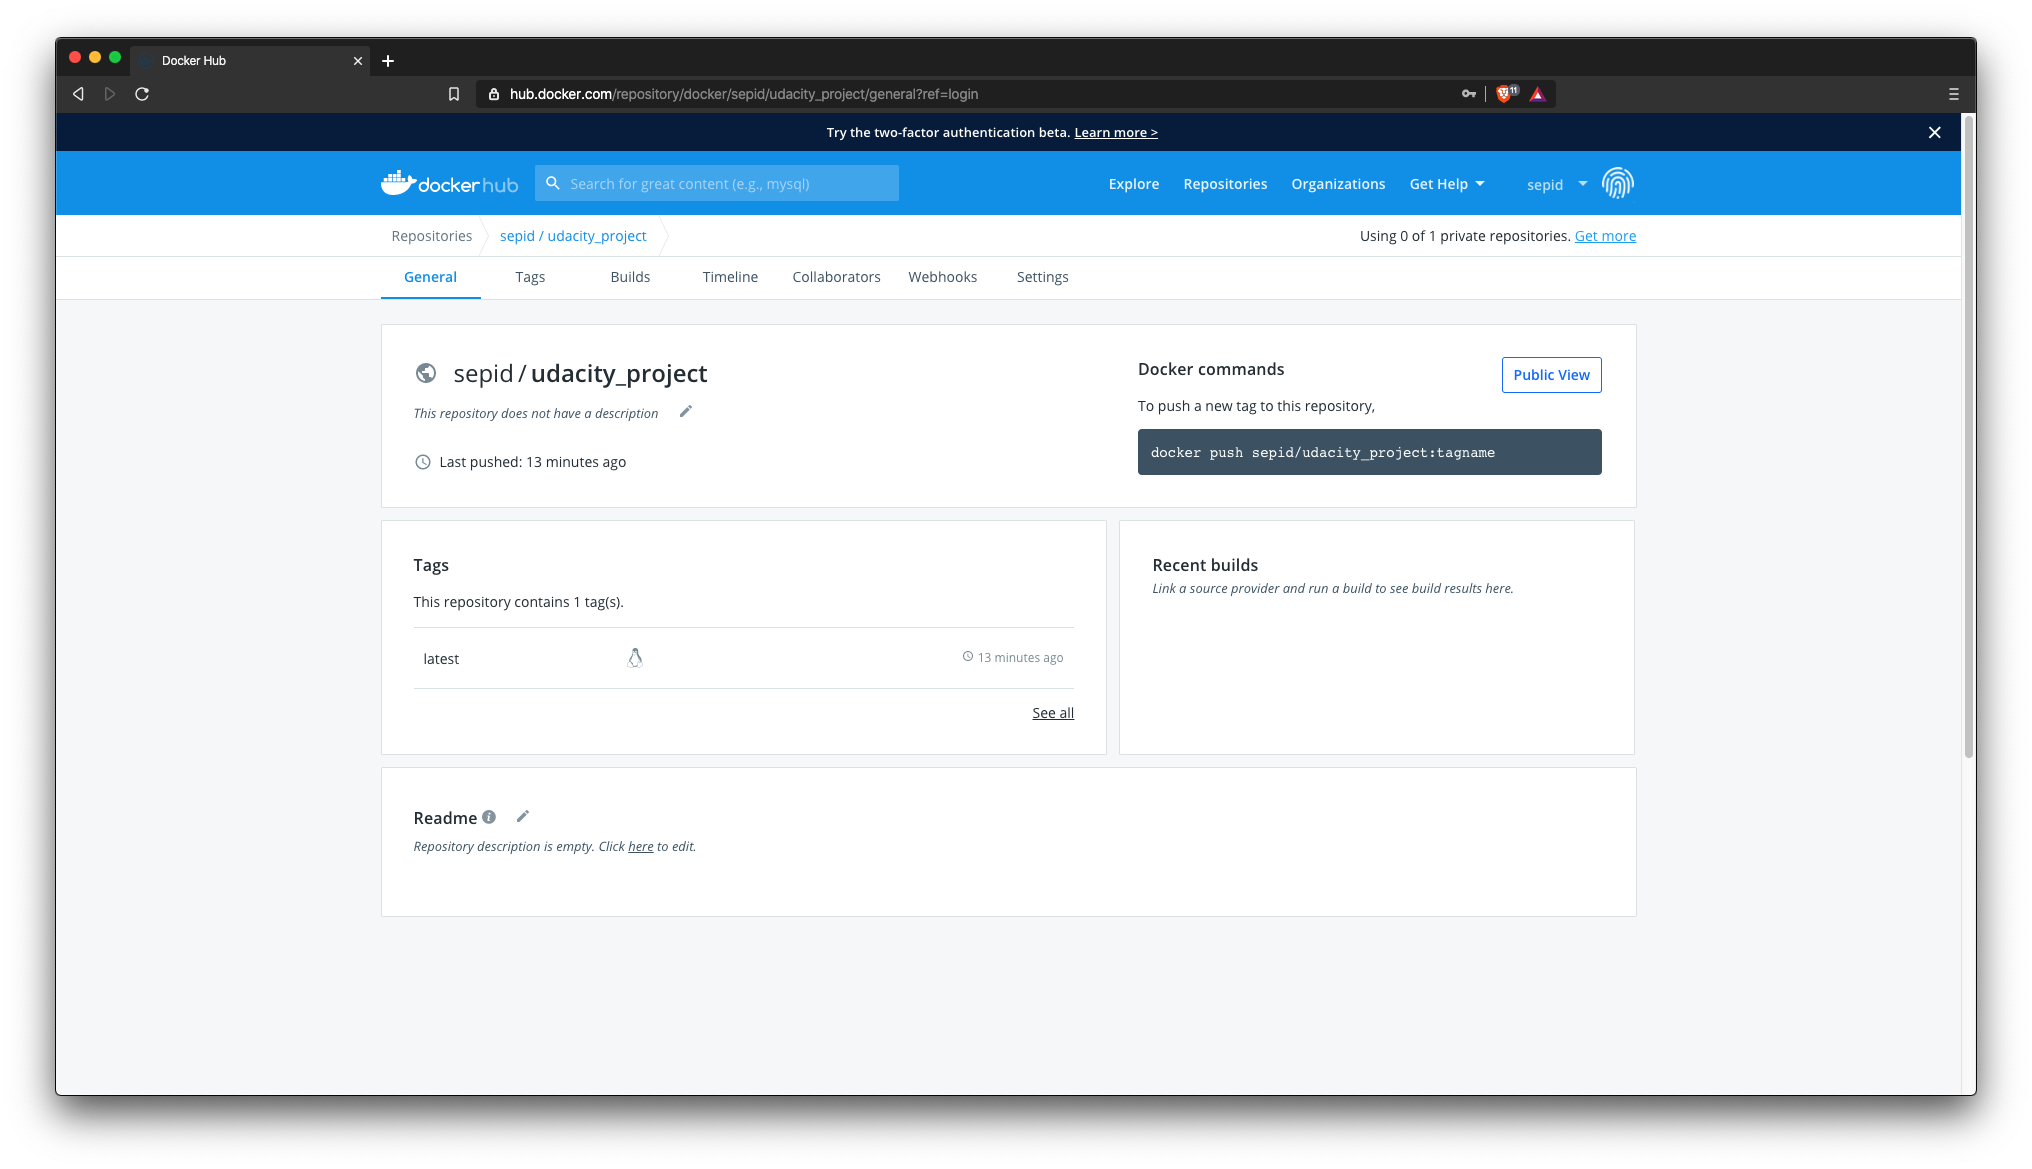 Docker Hub
hub.docker.com/repository/docker/sepid/udacity_project/general?ref=login
11
Try the two-factor authentication beta. Learn more >
docker hub
Search for great content (e.g., mysql)
Explore
Repositories
Organizations
Get Help
sepid
Repositories
sepid / udacity_project
Using 0 of 1 private repositories. Get more
General
Tags
Builds
Timeline
Collaborators
Webhooks
Settings
sepid / udacity_project
This repository does not have a description
Last pushed: 13 minutes ago
Docker commands
Public View
To push a new tag to this repository,
docker push sepid/udacity_project:tagname
Tags
This repository contains 1 tag(s).
latest
13 minutes ago
See all
Recent builds
Link a source provider and run a build to see build results here.
Readme
Repository description is empty. Click here to edit.